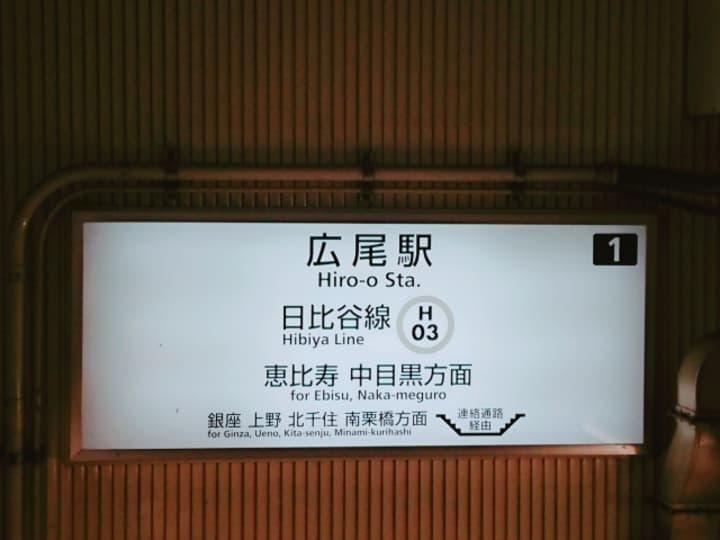 広尾駅
1
Hiro-o Sta.
日比谷線
H
03
Hibiya Line
恵比寿 中目黒方面
for Ebisu, Naka-meguro
銀座 上野 北千住 南栗橋方面
for Ginza, Ueno, Kita-senju, Minami-kurihashi
連絡通路
経由